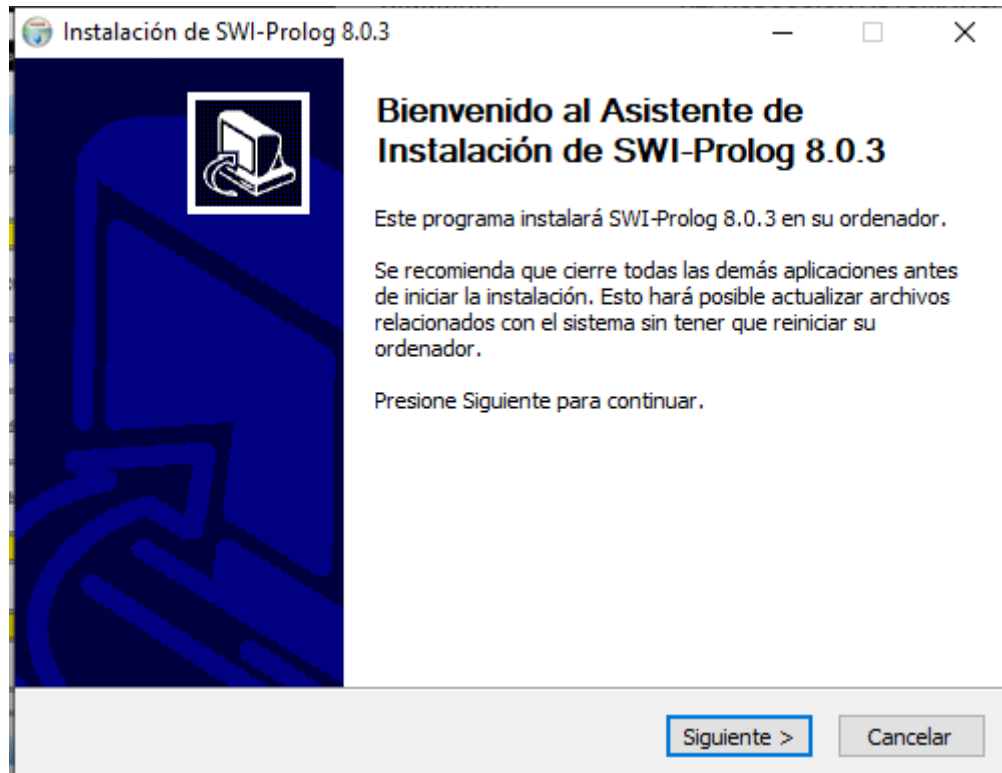 Instalación de SWI-Prolog 8.0.3
Bienvenido al Asistente de
Instalación de SWI-Prolog 8.0.3
Este programa instalará SWI-Prolog 8.0.3 en su ordenador.
Se recomienda que cierre todas las demás aplicaciones antes
de iniciar la instalación. Esto hará posible actualizar archivos
relacionados con el sistema sin tener que reiniciar su
ordenador.
Presione Siguiente para continuar.
Siguiente >
Cancelar